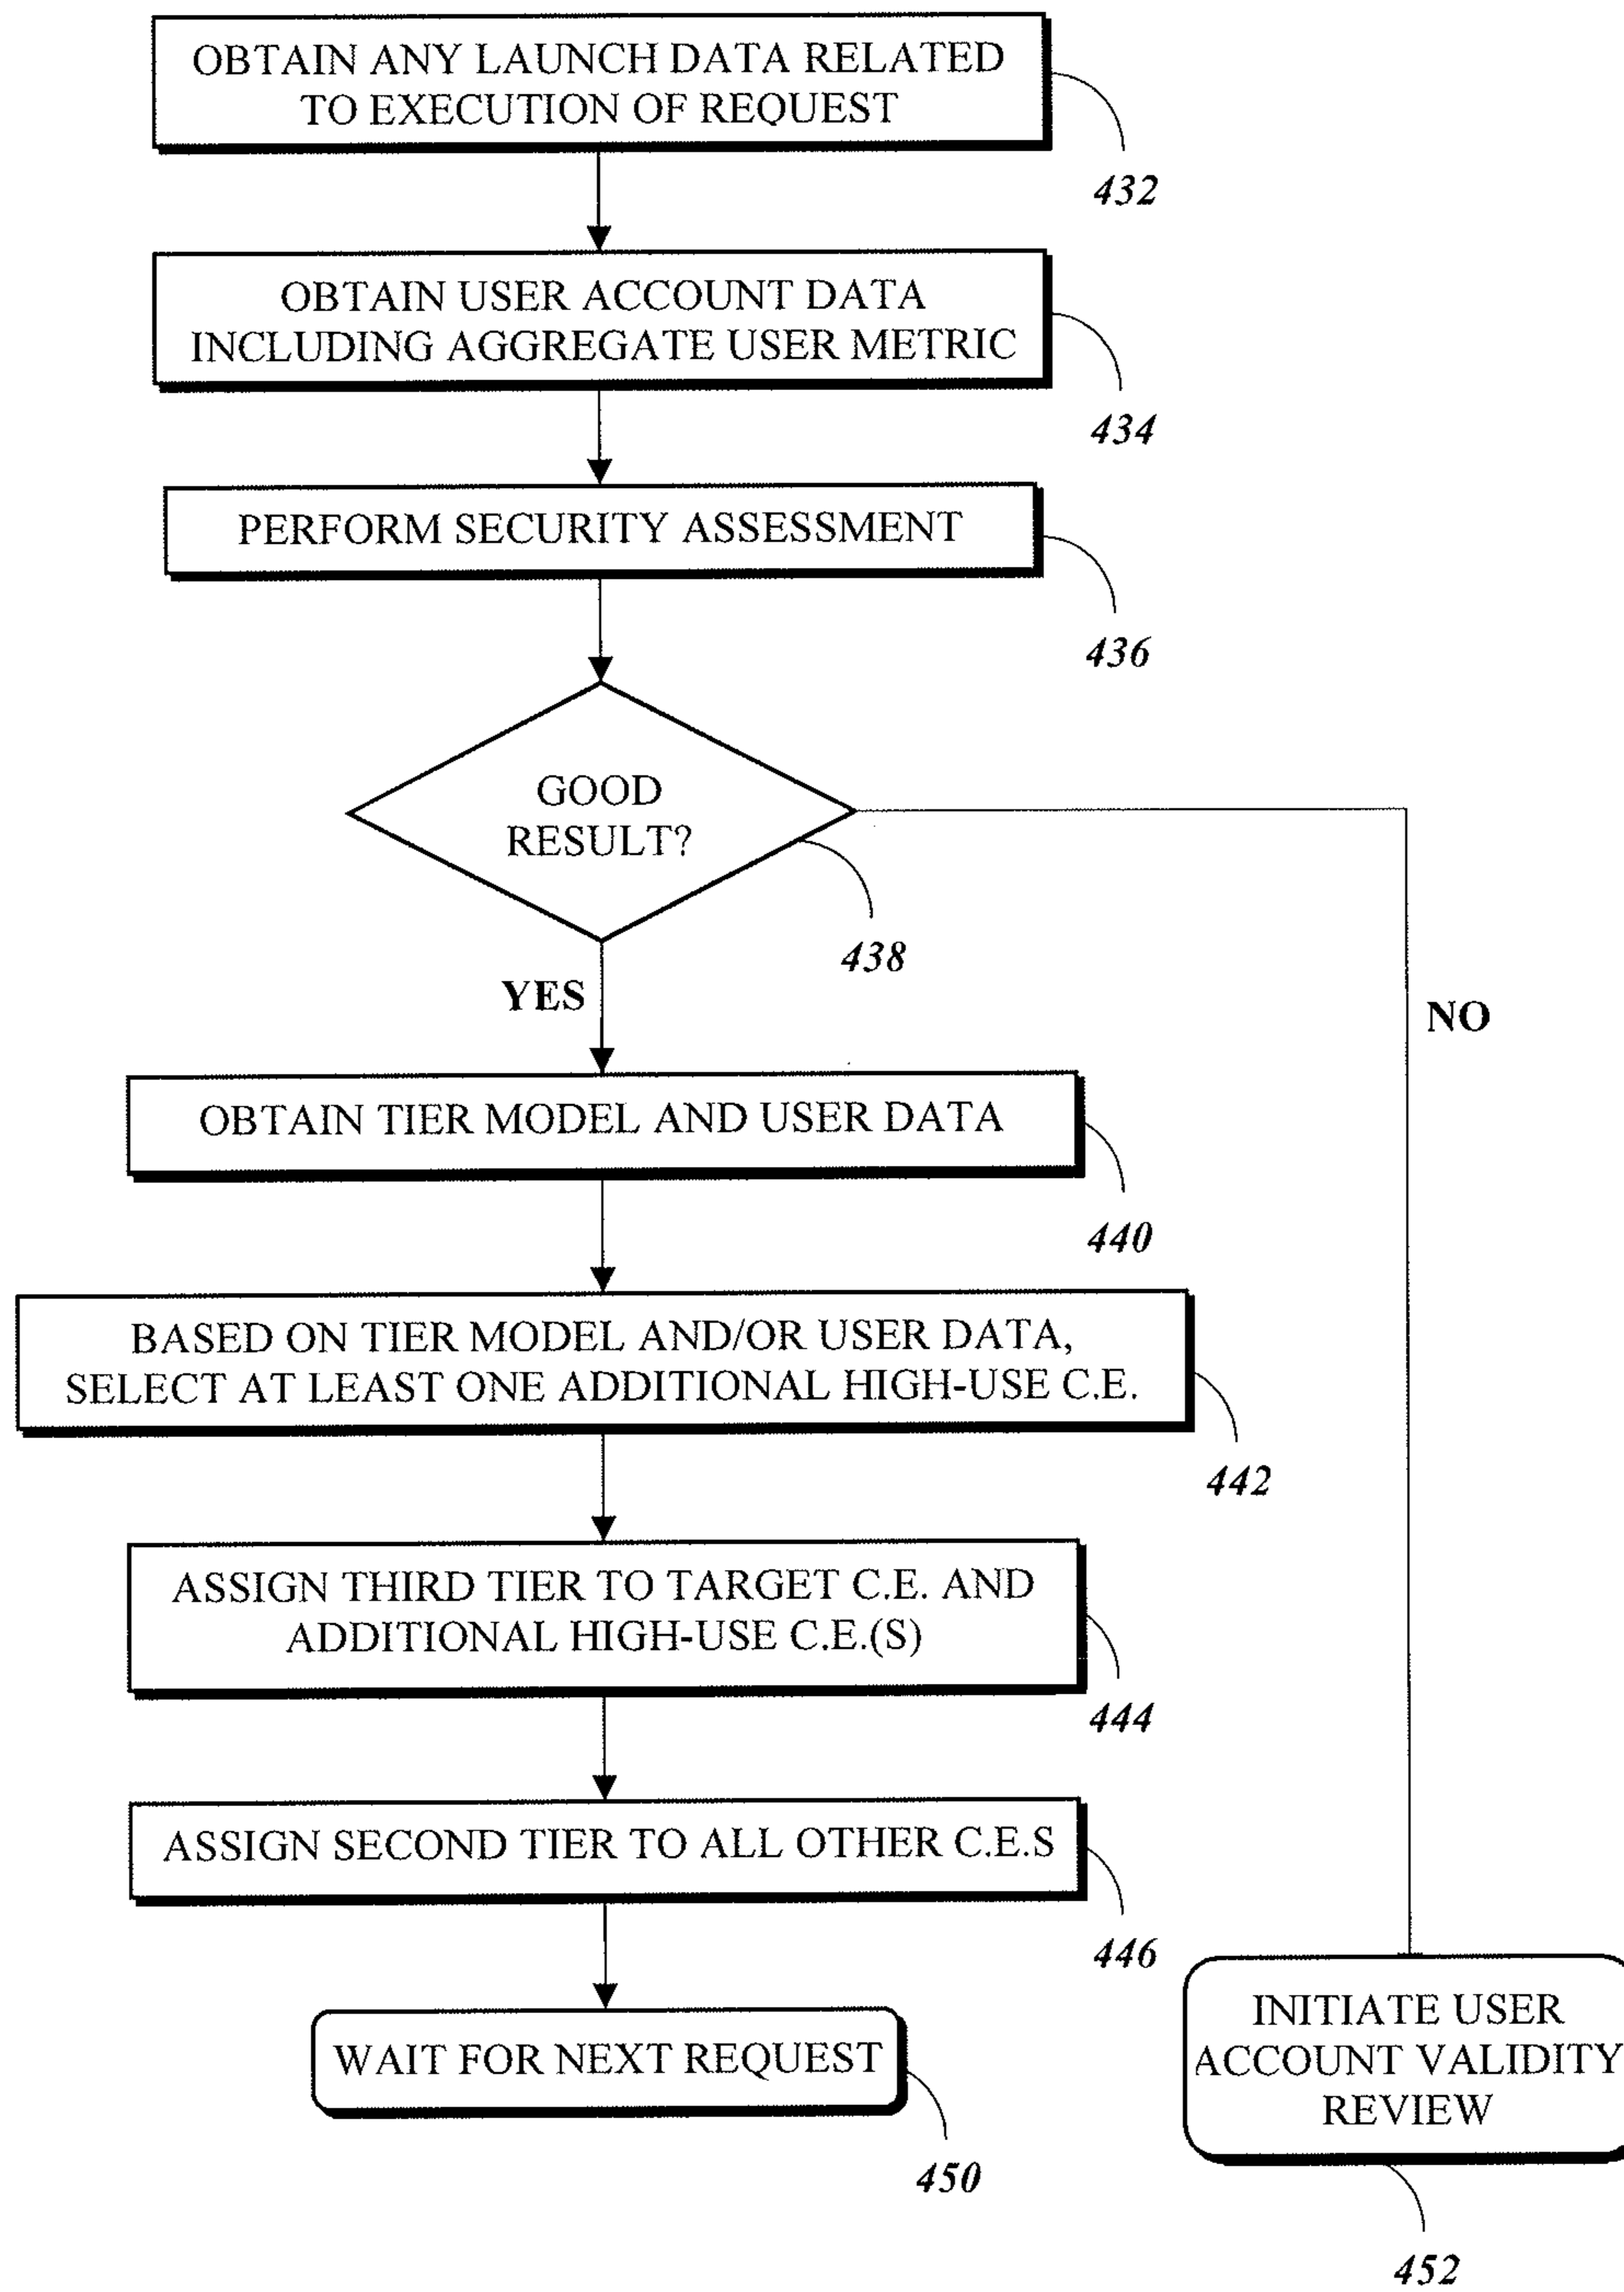 OBTAIN ANY LAUNCH DATA RELATED
TO EXECUTION OF REQUEST
432
OBTAIN USER ACCOUNT DATA
INCLUDING AGGREGATE USER METRIC
434
PERFORM SECURITY ASSESSMENT
436
GOOD
RESULT?
438
YES
NO
OBTAIN TIER MODEL AND USER DATA
440
BASED ON TIER MODEL AND/OR USER DATA,
SELECT AT LEAST ONE ADDITIONAL HIGH-USE C.E.
442
ASSIGN THIRD TIER TO TARGET C.E. AND
ADDITIONAL HIGH-USE C.E.(S)
444
ASSIGN SECOND TIER TO ALL OTHER C.E.S
446
WAIT FOR NEXT REQUEST
450
INITIATE USER
ACCOUNT VALIDITY
REVIEW
452